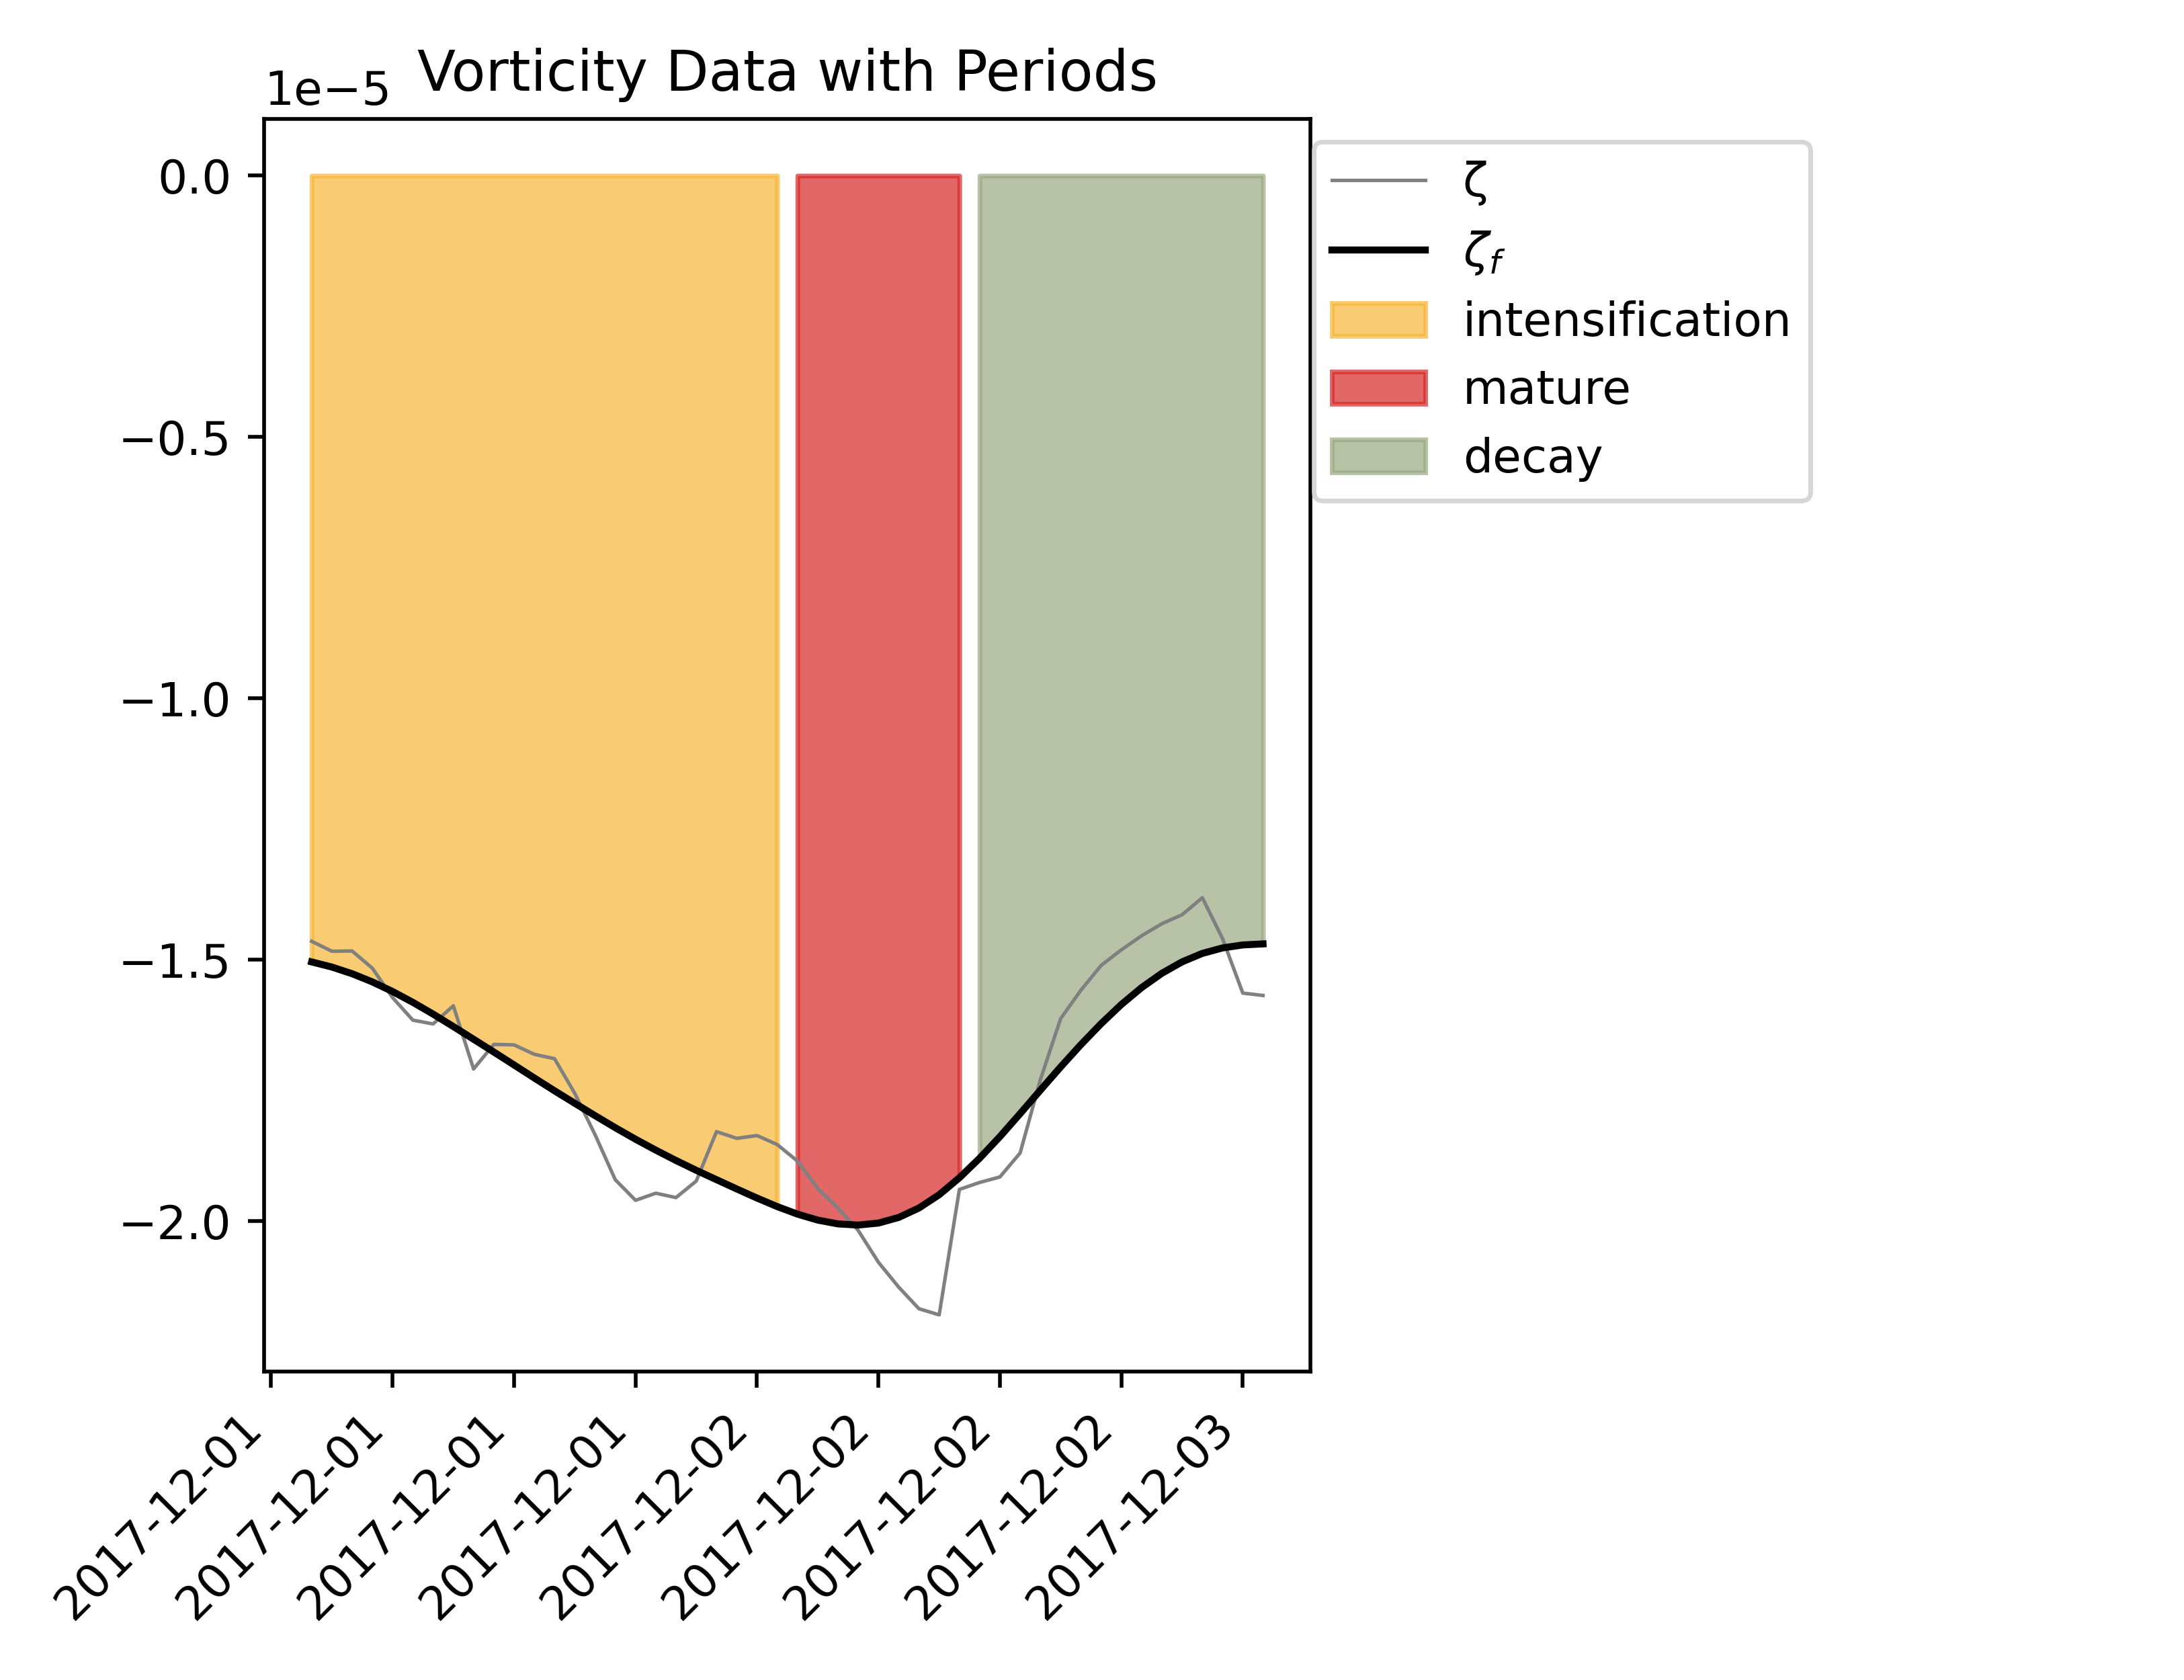 Vorticity Data with Periods
1e−5
0.0
−0.5
−1.0
−1.5
−2.0
2017-12-01
2017-12-01
2017-12-01
2017-12-01
2017-12-02
2017-12-02
2017-12-02
2017-12-02
2017-12-03
ζ
ζf
intensification
mature
decay